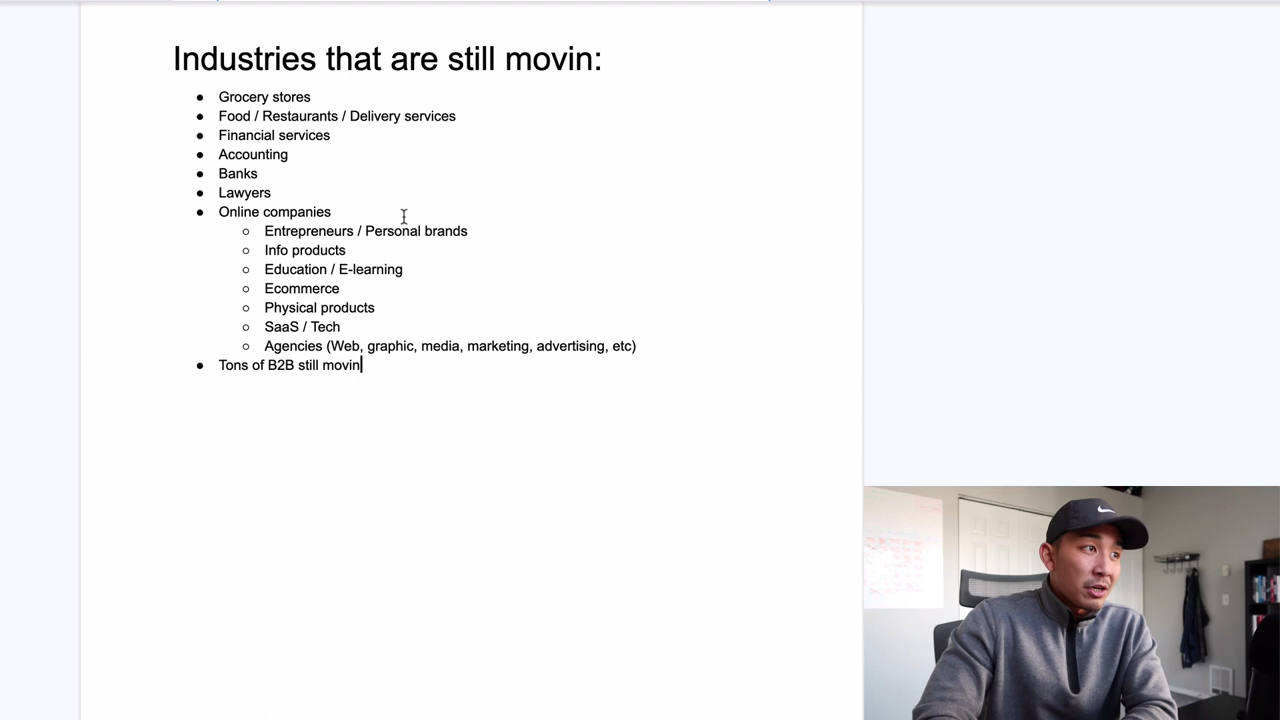 Industries that are still movin:
● Grocery stores
● Food / Restaurants / Delivery services
● Financial services
● Accounting
● Banks
● Lawyers
● Online companies
○ Entrepreneurs / Personal brands
○ Info products
○ Education / E-learning
○ Ecommerce
○ Physical products
○ SaaS / Tech
○ Agencies (Web, graphic, media, marketing, advertising, etc)
● Tons of B2B still movin